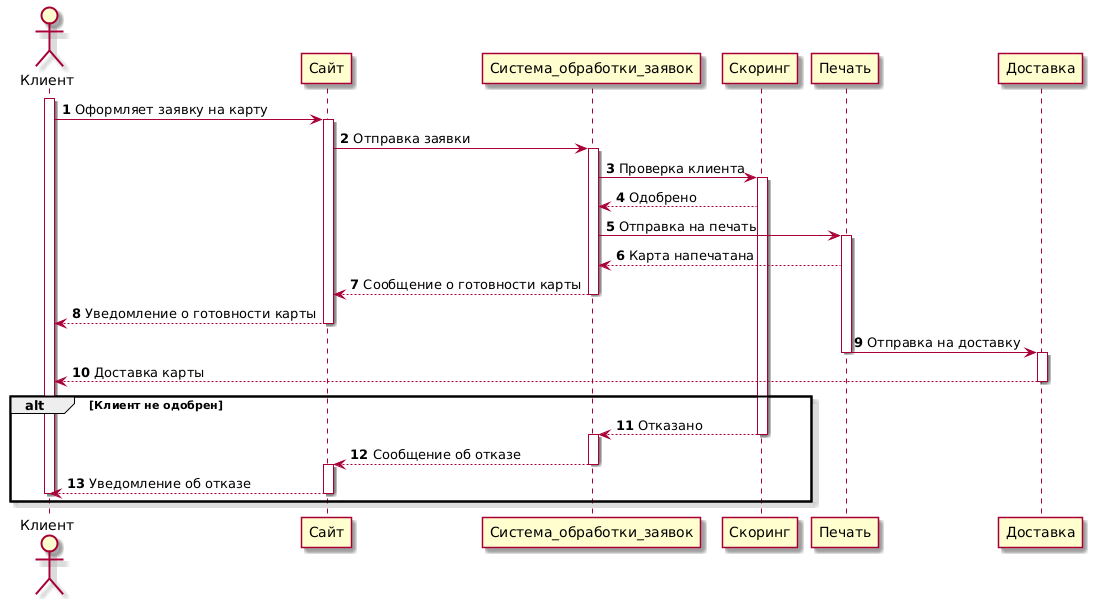 Клиент
Сайт
Система_обработки_заявок
Скоринг
Печать
Доставка
1 Оформляет заявку на карту
2 Отправка заявки
3 Проверка клиента
4 Одобрено
5 Отправка на печать
6 Карта напечатана
7 Сообщение о готовности карты
8 Уведомление о готовности карты
9 Отправка на доставку
10 Доставка карты
alt [Клиент не одобрен]
11 Отказано
12 Сообщение об отказе
13 Уведомление об отказе
Клиент
Сайт
Система_обработки_заявок
Скоринг
Печать
Доставка